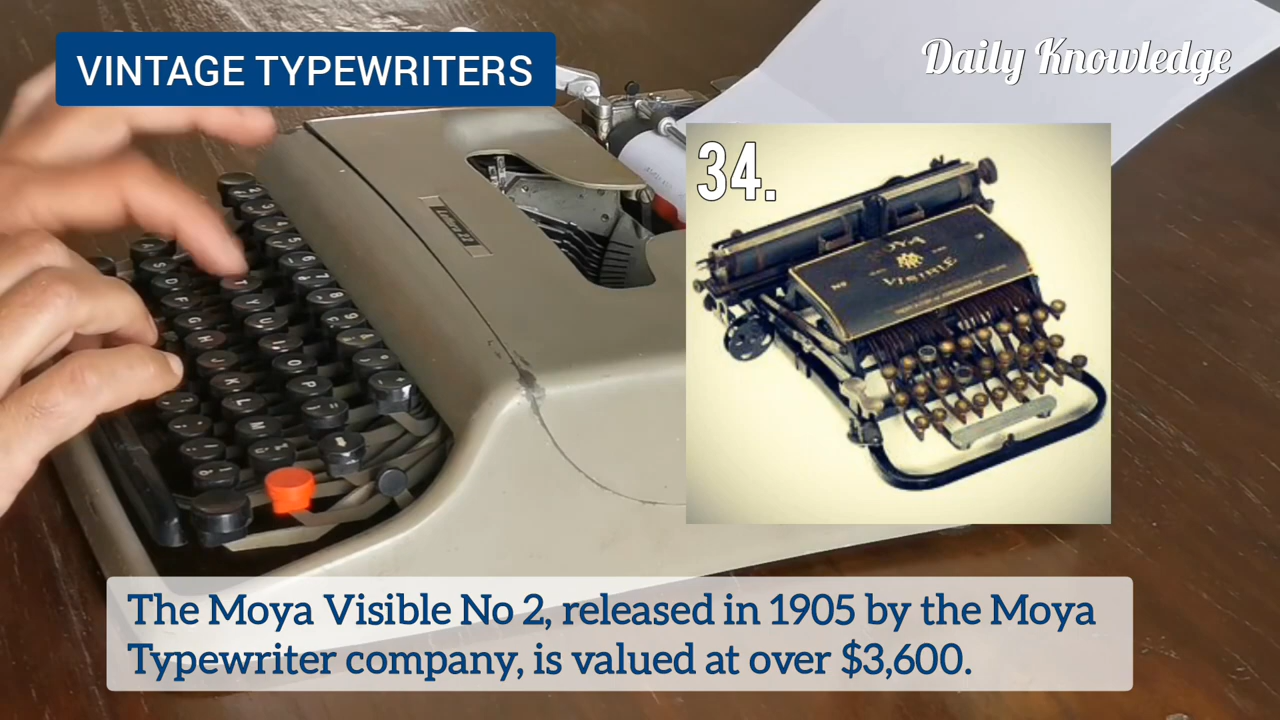 VINTAGE TYPEWRITERS
Daily Knowledge
34.
MOYA
VISIBLE
The Moya Visible No 2, released in 1905 by the Moya
Typewriter company, is valued at over $3,600.